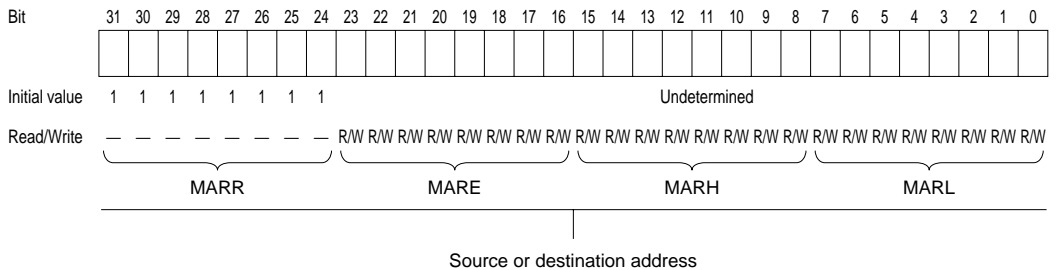 Bit 31 30 29 28 27 26 25 24 23 22 21 20 19 18 17 16 15 14 13 12 11 10 9 8 7 6 5 4 3 2 1 0
Initial value 1 1 1 1 1 1 1 1 Undetermined
Read/Write — — — — — — — — R/W R/W R/W R/W R/W R/W R/W R/W R/W R/W R/W R/W R/W R/W R/W R/W R/W R/W R/W R/W R/W R/W R/W R/W
MARR MARE MARH MARL
Source or destination address